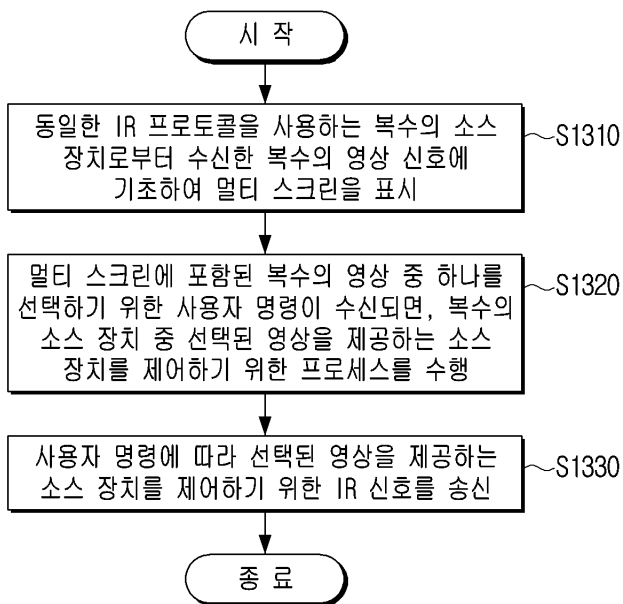 시 작
동일한 IR 프로토콜을 사용하는 복수의 소스
장치로부터 수신한 복수의 영상 신호에
기초하여 멀티 스크린을 표시
S1310
멀티 스크린에 포함된 복수의 영상 중 하나를
선택하기 위한 사용자 명령이 수신되면, 복수의
소스 장치 중 선택된 영상을 제공하는 소스
장치를 제어하기 위한 프로세스를 수행
S1320
사용자 명령에 따라 선택된 영상을 제공하는
소스 장치를 제어하기 위한 IR 신호를 송신
S1330
종 료